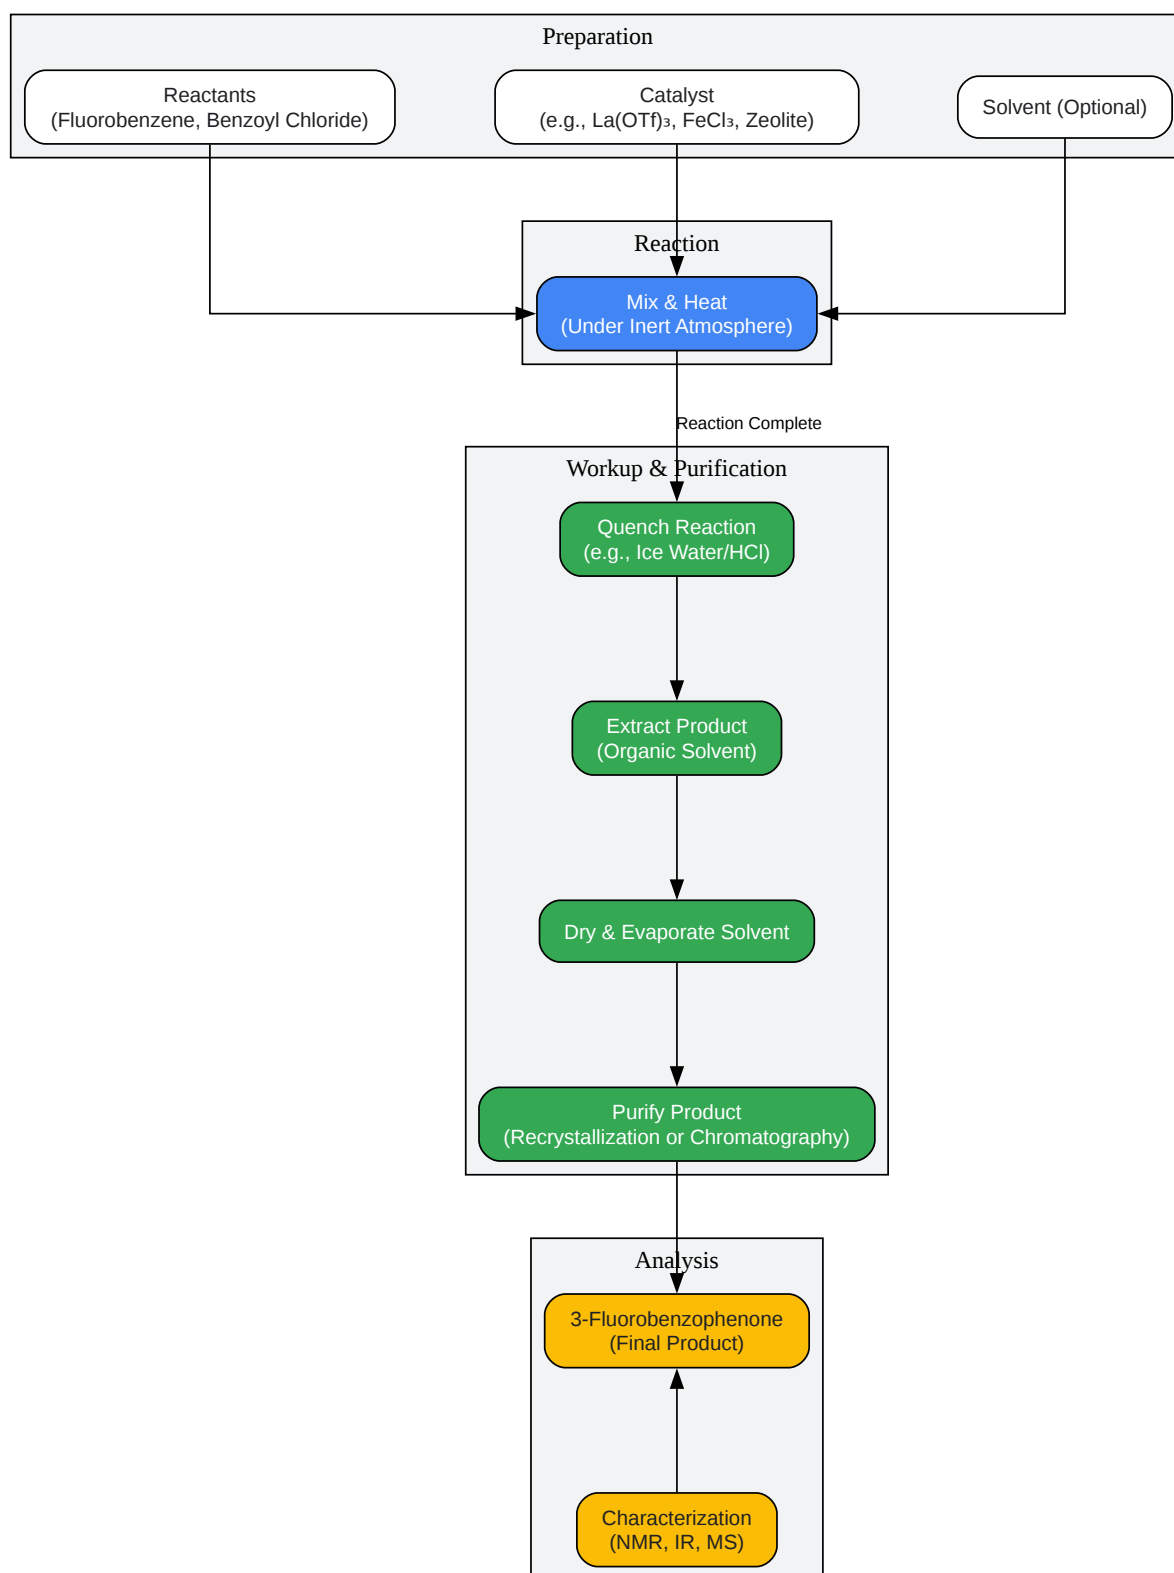 Preparation
Reactants
(Fluorobenzene, Benzoyl Chloride)
Catalyst
(e.g., La(OTf)₃, FeCl₃, Zeolite)
Solvent (Optional)
Reaction
Mix & Heat
(Under Inert Atmosphere)
Reaction Complete
Workup & Purification
Quench Reaction
(e.g., Ice Water/HCl)
Extract Product
(Organic Solvent)
Dry & Evaporate Solvent
Purify Product
(Recrystallization or Chromatography)
Analysis
3-Fluorobenzophenone
(Final Product)
Characterization
(NMR, IR, MS)